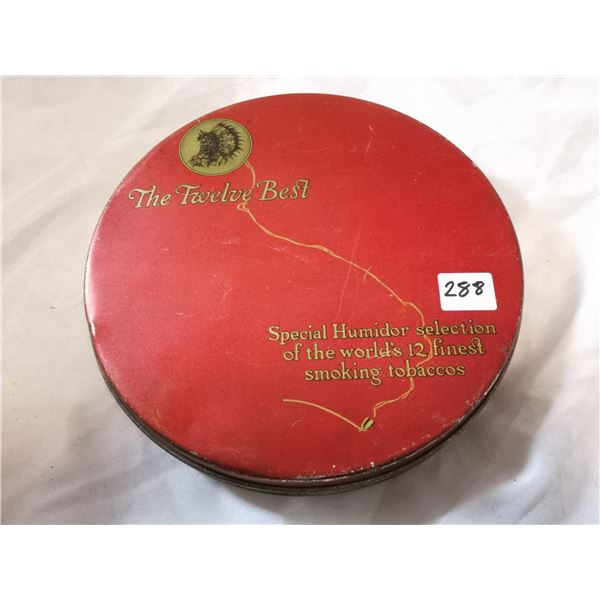 The Twelve Best
288
Special Humidor selection
of the world's 12 finest
smoking tobaccos